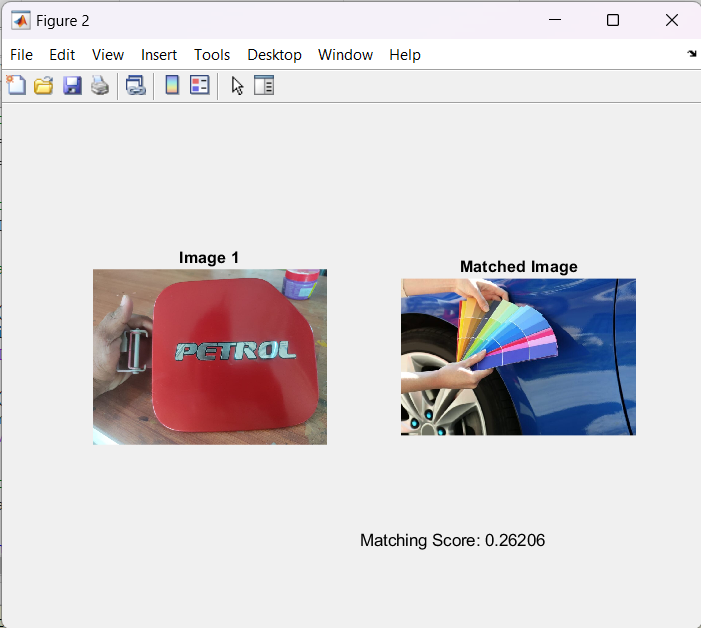 Figure 2
File Edit View Insert Tools Desktop Window Help
Image 1
Matched Image
PETROL
Matching Score: 0.26206